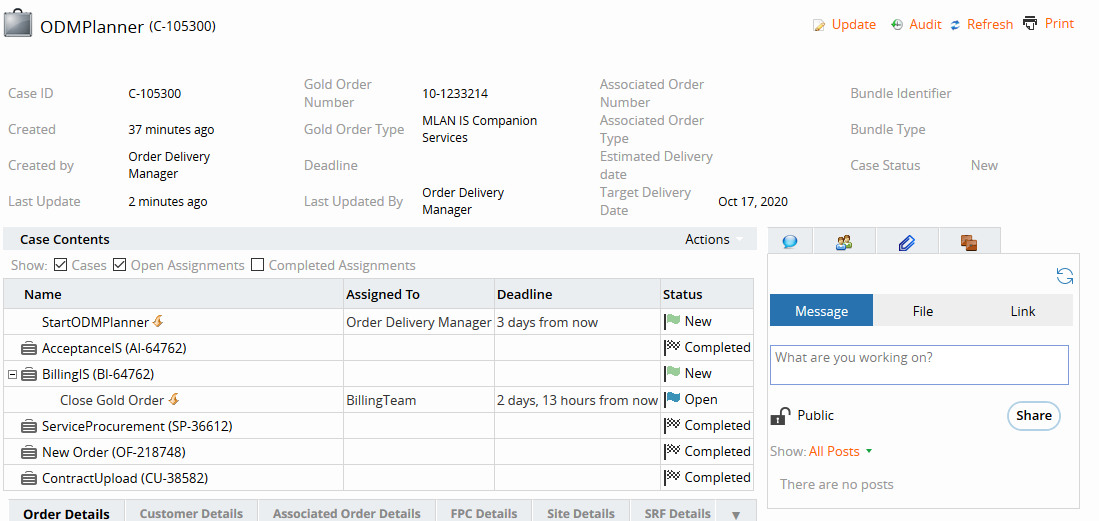 ODMPlanner (C-105300)
Update Audit Refresh Print
Case ID C-105300 Gold Order Number 10-1233214 Associated Order Number Bundle Identifier
Created 37 minutes ago Gold Order Type MLAN IS Companion Services Associated Order Type Bundle Type
Created by Order Delivery Manager Deadline Estimated Delivery date Case Status New
Last Update 2 minutes ago Last Updated By Order Delivery Manager Target Delivery Date Oct 17, 2020
Case Contents Actions
Show: Cases Open Assignments Completed Assignments
Name Assigned To Deadline Status
StartODMPlanner Order Delivery Manager 3 days from now New
AcceptanceIS (AI-64762) Completed
BillingIS (BI-64762) New
Close Gold Order BillingTeam 2 days, 13 hours from now Open
ServiceProcurement (SP-36612) Completed
New Order (OF-218748) Completed
ContractUpload (CU-38582) Completed
Order Details Customer Details Associated Order Details FPC Details Site Details SRF Details
Message File Link
What are you working on?
Public Share
Show: All Posts
There are no posts